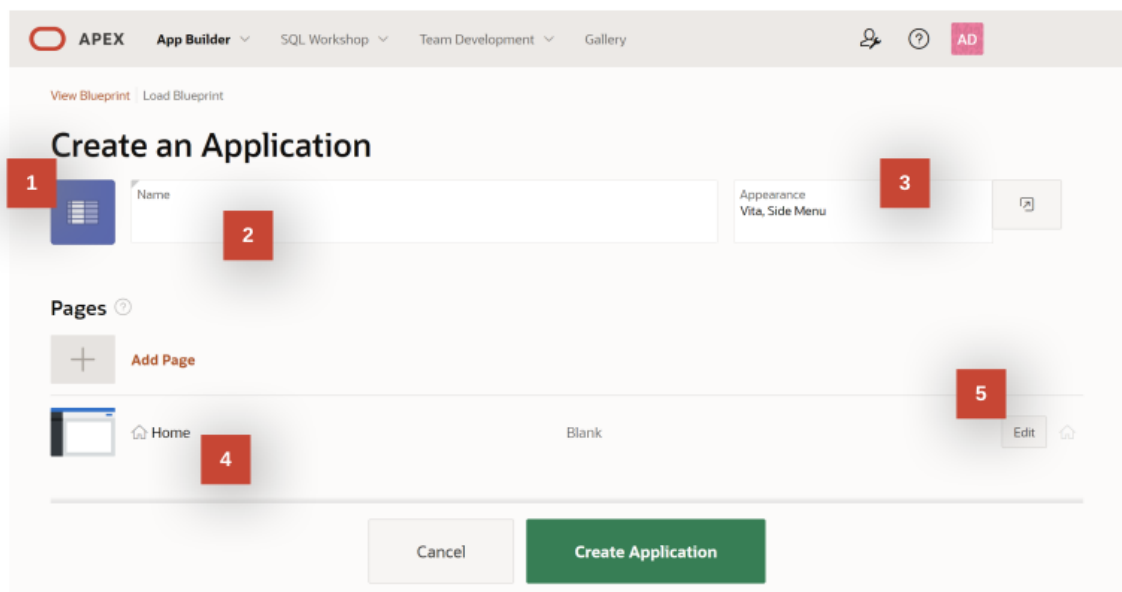 APEX App Builder SQL Workshop Team Development Gallery AD
View Blueprint Load Blueprint
Create an Application
1
Name
2
Appearance
Vita, Side Menu
3
Pages
Add Page
Home Blank Edit
4
5
Cancel Create Application